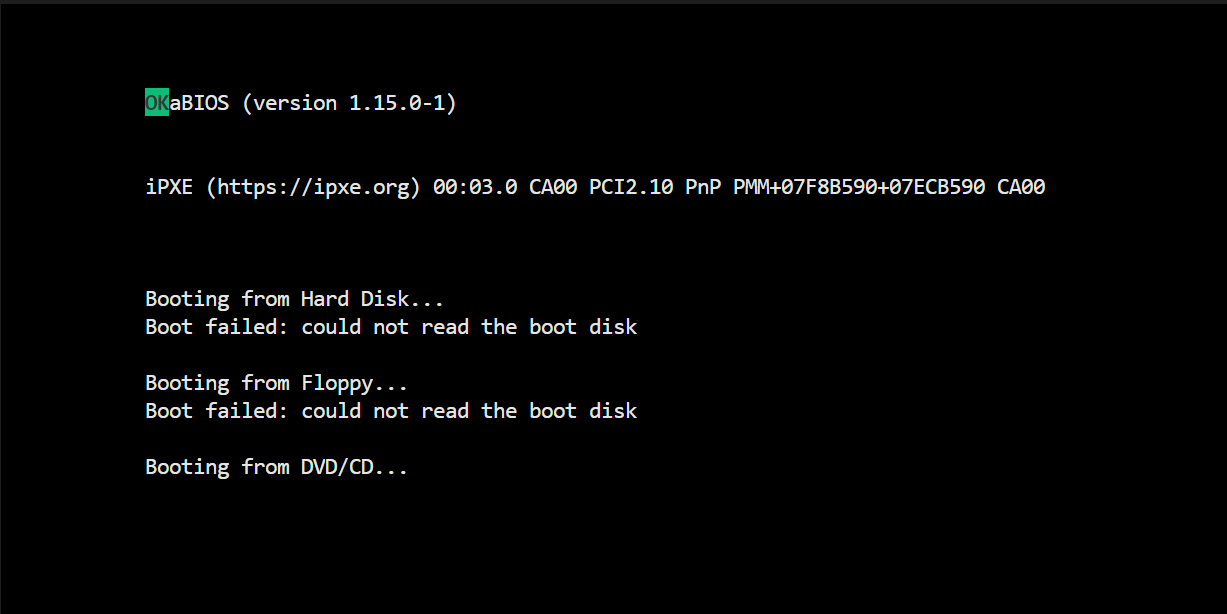 OKaBIOS (version 1.15.0-1)
iPXE (https://ipxe.org) 00:03.0 CA00 PCI2.10 PnP PMM+07F8B590+07ECB590 CA00
Booting from Hard Disk...
Boot failed: could not read the boot disk
Booting from Floppy...
Boot failed: could not read the boot disk
Booting from DVD/CD...